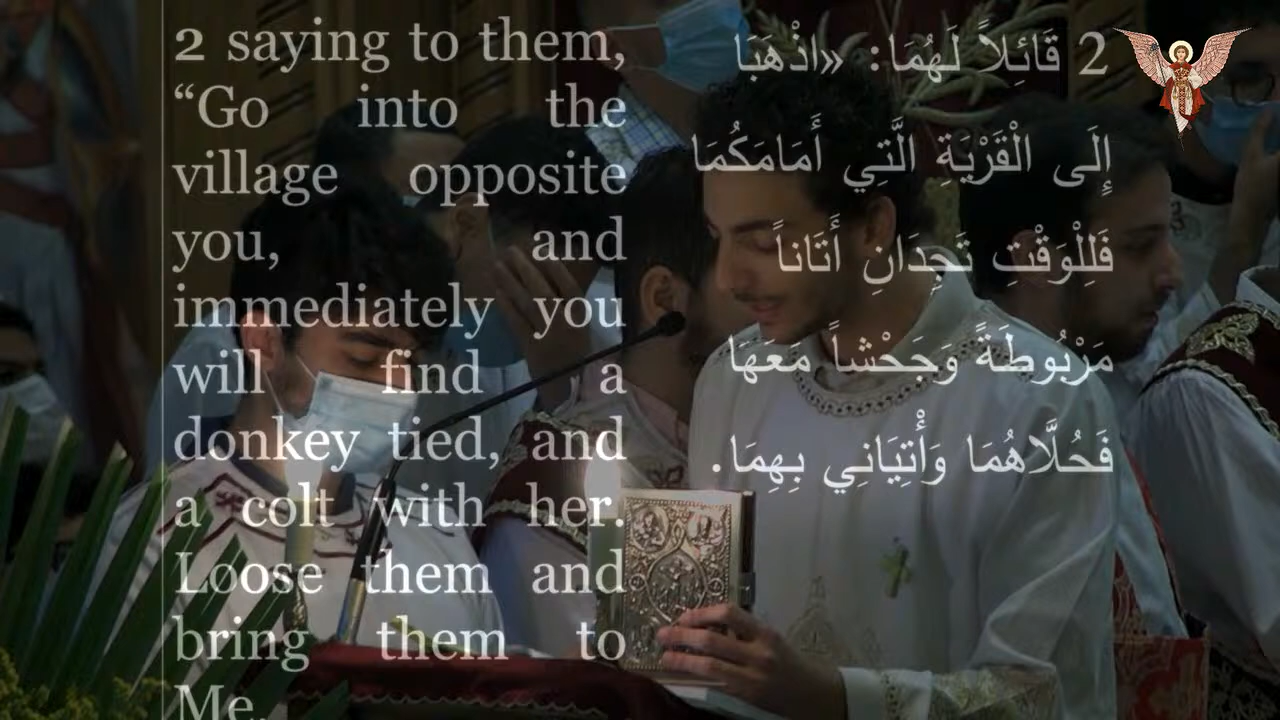 2 saying to them,
“Go into the
village opposite
you, and
immediately you
will find a
donkey tied, and
a colt with her.
Loose them and
bring them to
Me.
2 قَائِلاً لَهُمَا: «اذْهَبَا
إِلَى الْقَرْيَةِ الَّتِي أَمَامَكُمَا
فَلِلْوَقْتِ تَجِدَانِ أَتَاناً
مَرْبُوطَةً وَجَحْشاً مَعَهَا
فَحُلَّاهُمَا وَأْتِيَانِي بِهِمَا.